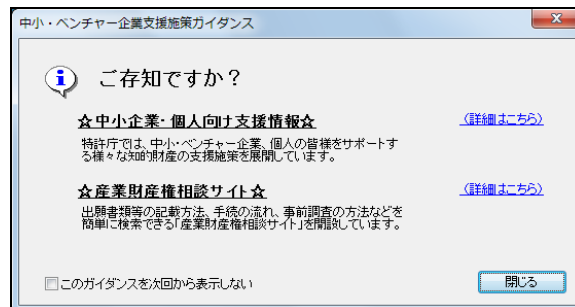 中小・ベンチャー企業支援施策ガイダンス
ご存知ですか？
☆中小企業・個人向け支援情報☆
（詳細はこちら）
特許庁では、中小・ベンチャー企業、個人の皆様をサポートす
る様々な知的財産の支援施策を展開しています。
☆産業財産権相談サイト☆
（詳細はこちら）
出願書類等の記載方法、手続の流れ、事前調査の方法などを
簡単に検索できる「産業財産権相談サイト」を開設しています。
このガイダンスを次回から表示しない
閉じる